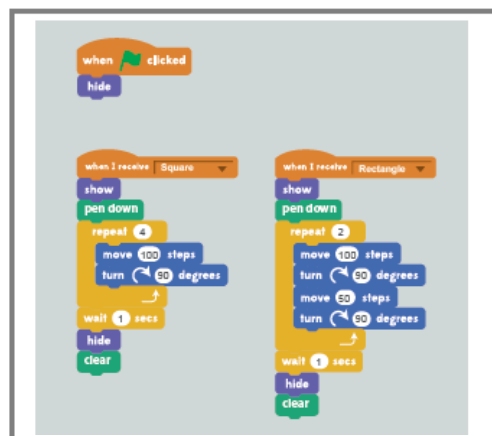 when clicked
hide
when I receive Square
show
pen down
repeat 4
move 100 steps
turn 90 degrees
wait 1 secs
hide
clear
when I receive Rectangle
show
pen down
repeat 2
move 100 steps
turn 90 degrees
move 50 steps
turn 90 degrees
wait 1 secs
hide
clear